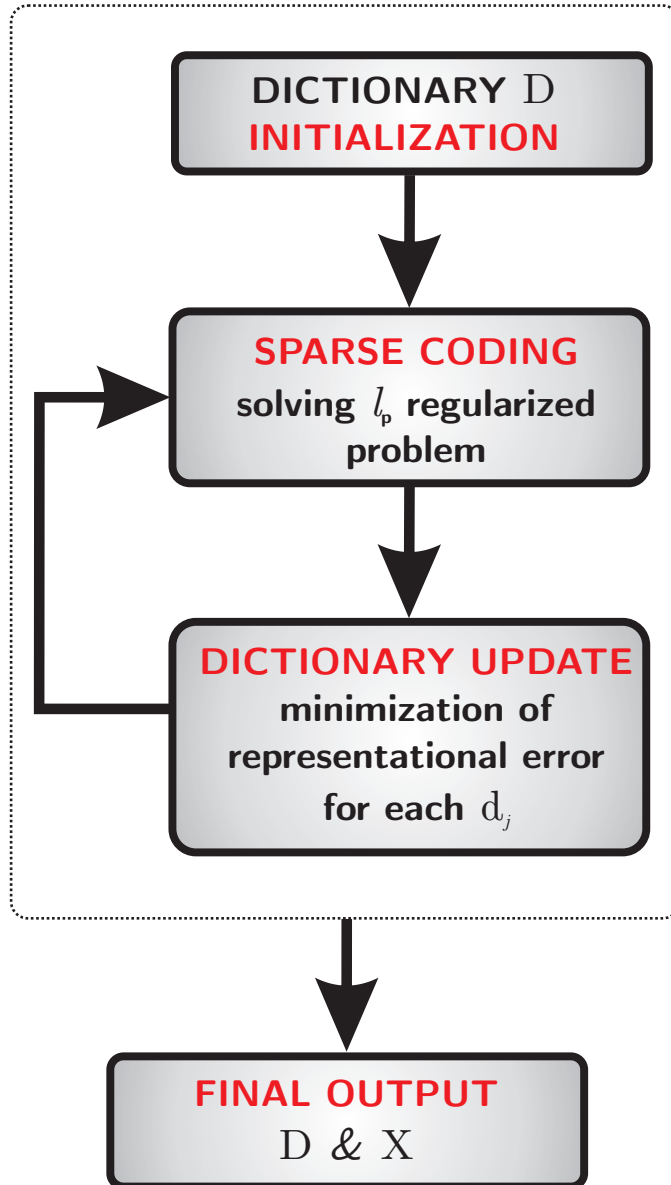 DICTIONARY D
INITIALIZATION
SPARSE CODING
solving lₚ regularized
problem
DICTIONARY UPDATE
minimization of
representational error
for each dⱼ
FINAL OUTPUT
D & X